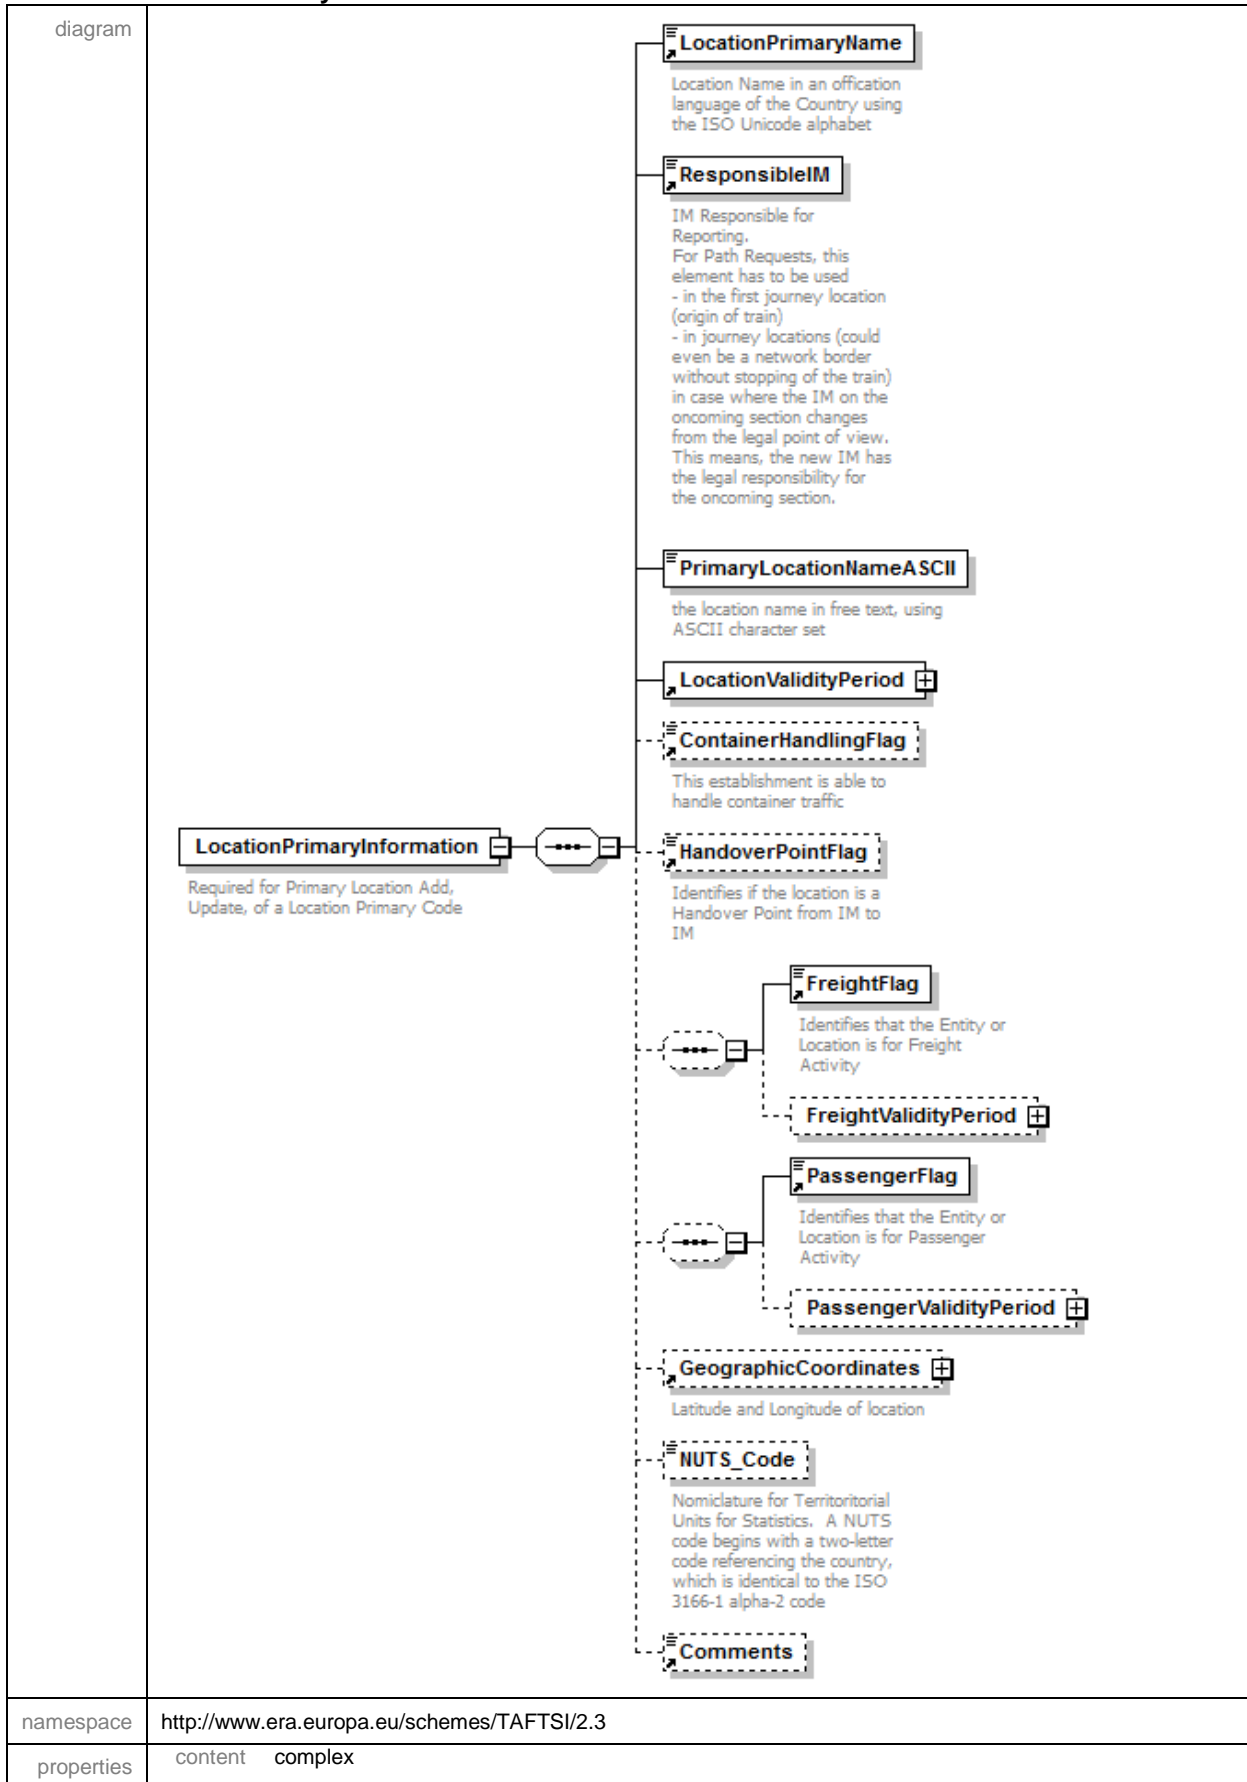 diagram
LocationPrimaryName
Location Name in an offication
language of the Country using
the ISO Unicode alphabet
ResponsibleIM
IM Responsible for
Reporting.
For Path Requests, this
element has to be used
- in the first journey location
(origin of train)
- in journey locations (could
even be a network border
without stopping of the train)
in case where the IM on the
oncoming section changes
from the legal point of view.
This means, the new IM has
the legal responsibility for
the oncoming section.
PrimaryLocationNameASCII
the location name in free text, using
ASCII character set
LocationValidityPeriod
ContainerHandlingFlag
This establishment is able to
handle container traffic
LocationPrimaryInformation
Required for Primary Location Add,
Update, of a Location Primary Code
HandoverPointFlag
Identifies if the location is a
Handover Point from IM to
IM
FreightFlag
Identifies that the Entity or
Location is for Freight
Activity
FreightValidityPeriod
PassengerFlag
Identifies that the Entity or
Location is for Passenger
Activity
PassengerValidityPeriod
GeographicCoordinates
Latitude and Longitude of location
NUTS_Code
Nomiclature for Territoritorial
Units for Statistics.  A NUTS
code begins with a two-letter
code referencing the country,
which is identical to the ISO
3166-1 alpha-2 code
Comments
namespace http://www.era.europa.eu/schemes/TAFTSI/2.3
properties content complex